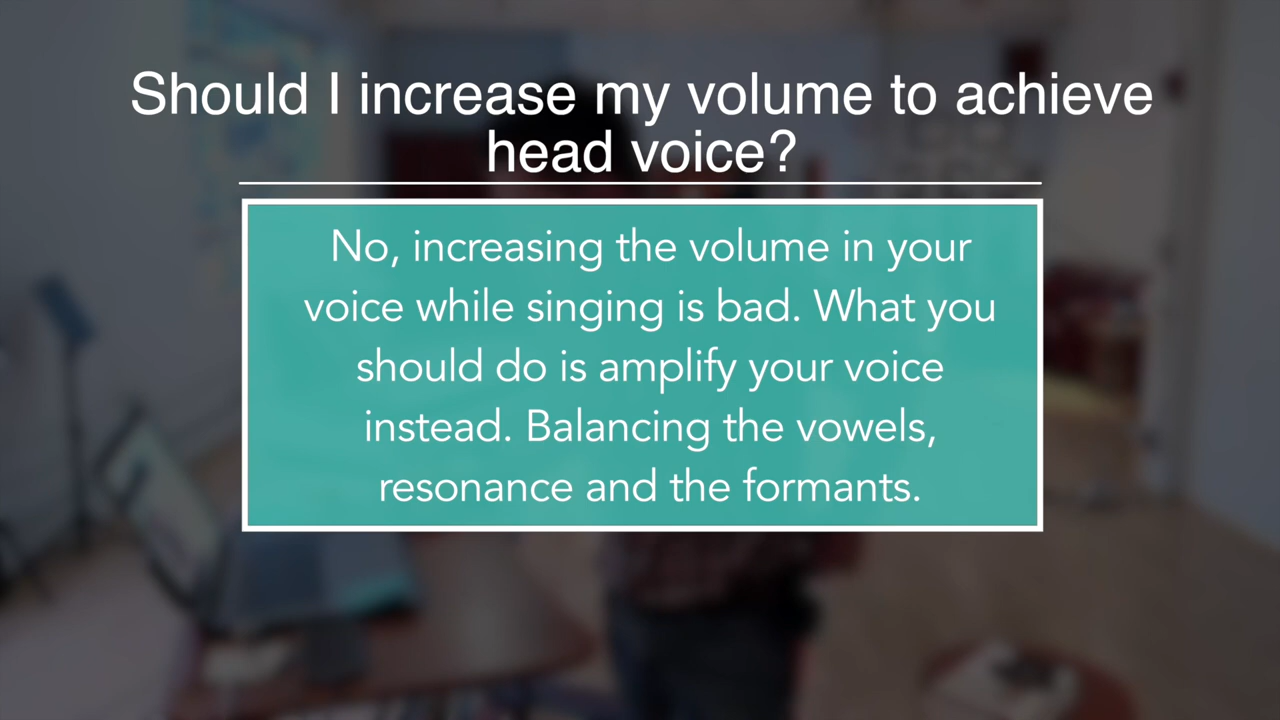 Should I increase my volume to achieve
head voice?
No, increasing the volume in your
voice while singing is bad. What you
should do is amplify your voice
instead. Balancing the vowels,
resonance and the formants.